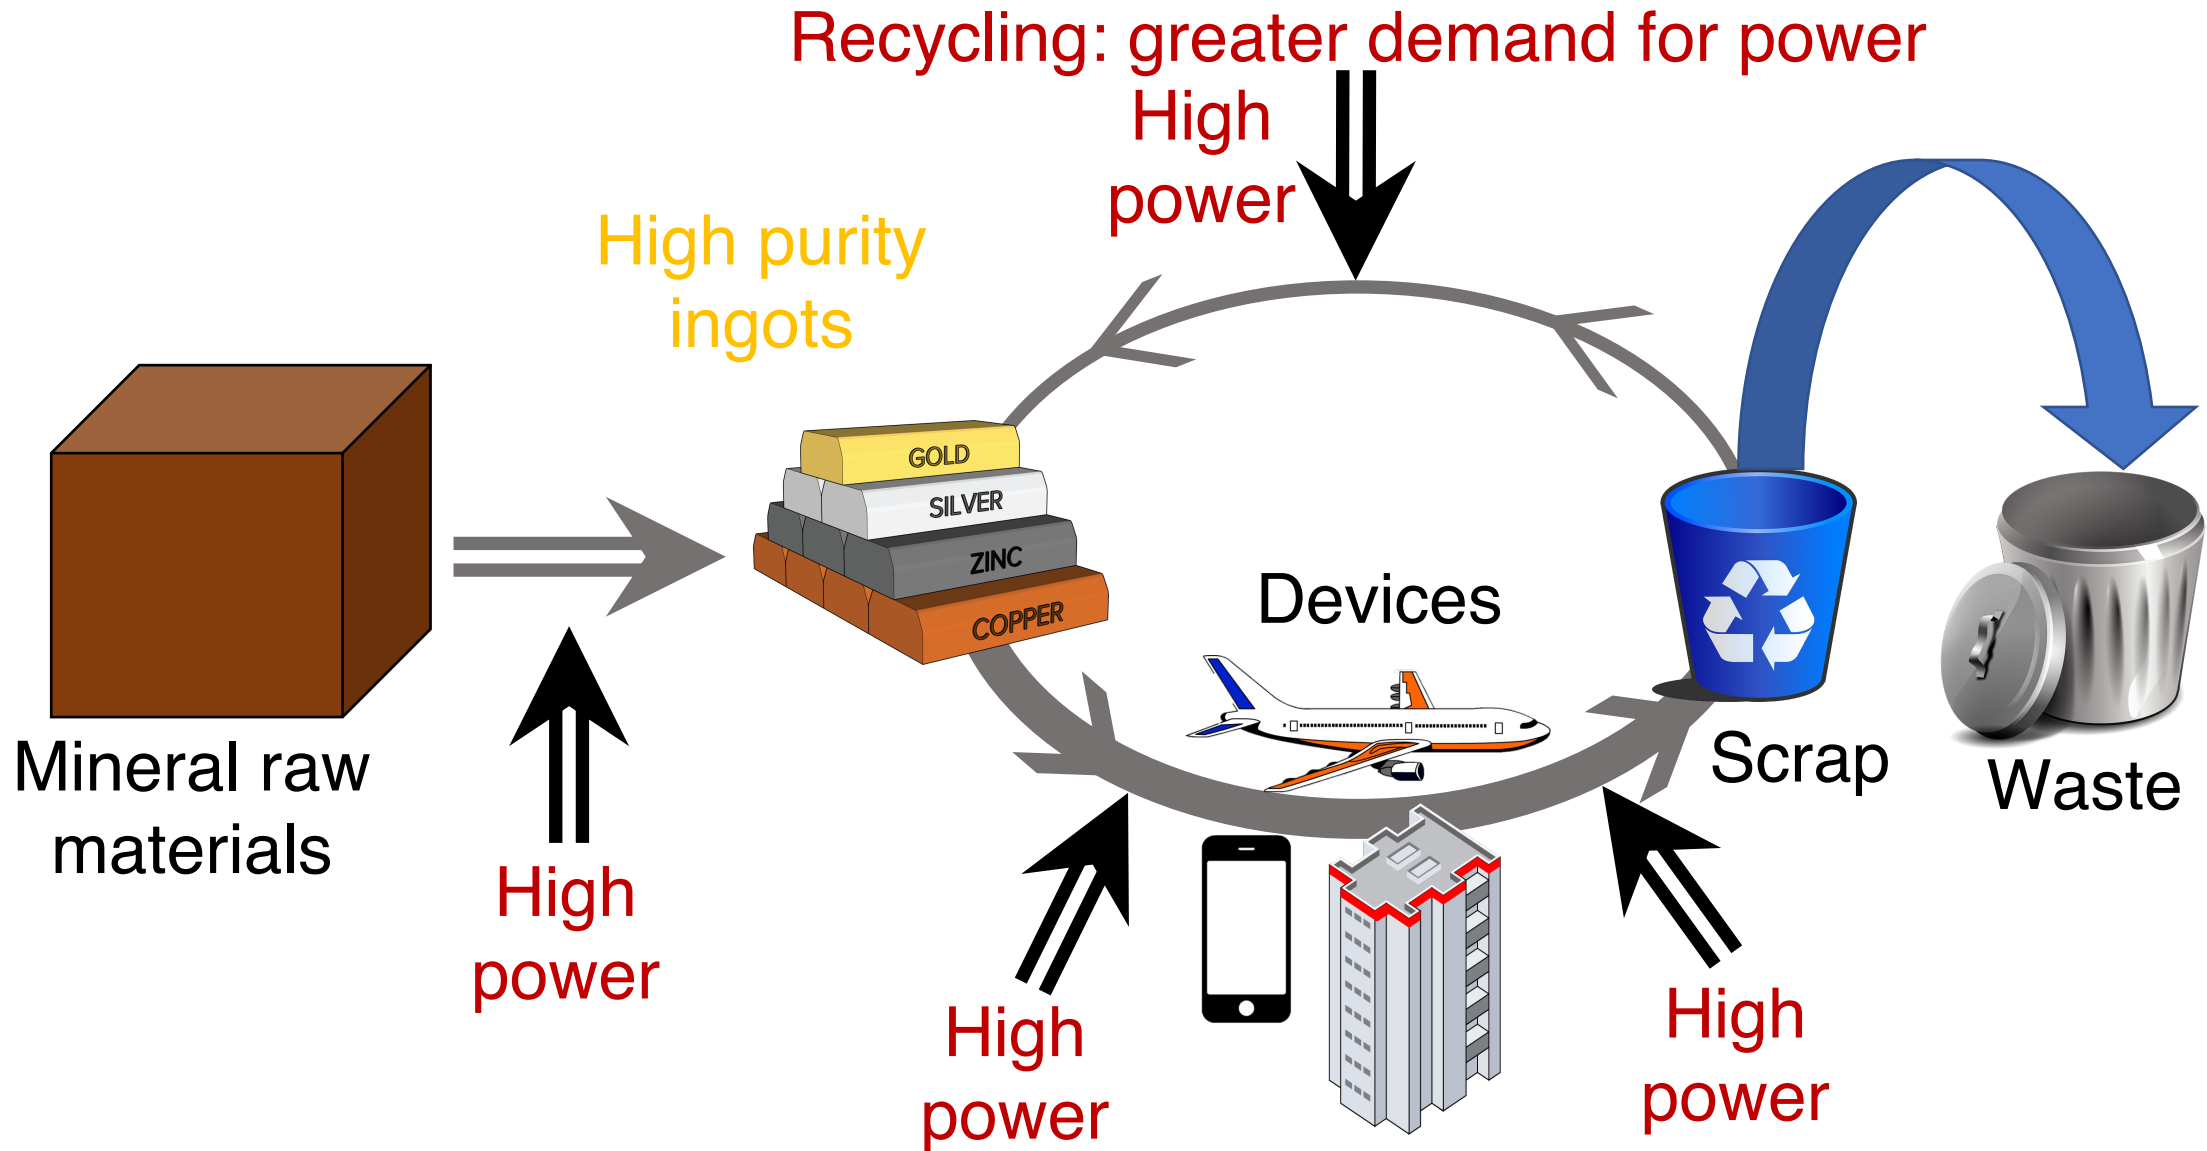 Recycling: greater demand for power
High
power
High purity
ingots
GOLD
SILVER
ZINC
COPPER
Devices
Mineral raw
materials
Scrap
Waste
High
power
High
power
High
power